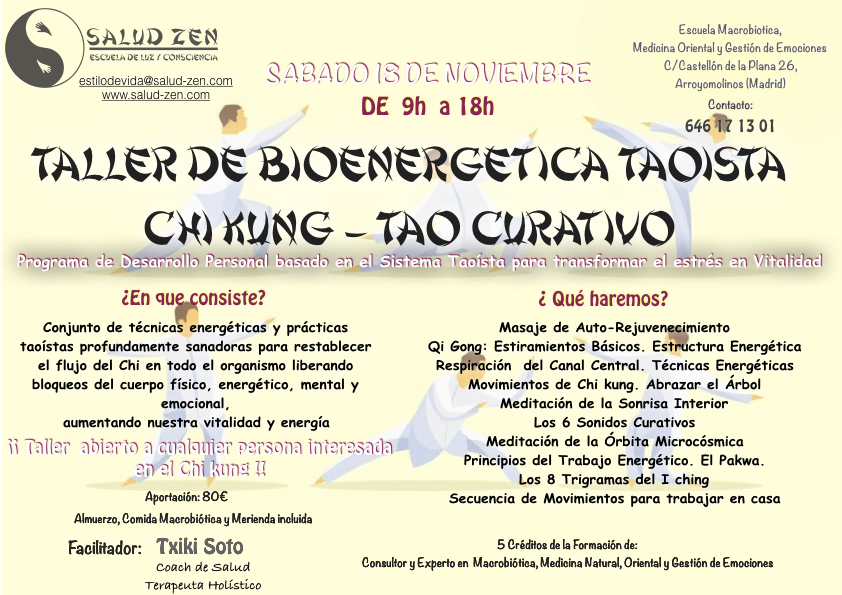 SALUD ZEN
ESCUELA DE LUZ Y CONSCIENCIA
estilodevida@salud-zen.com
www.salud-zen.com
SABADO 18 DE NOVIEMBRE
DE 9h a 18h
Escuela Macrobiotica,
Medicina Oriental y Gestión de Emociones
C/Castellón de la Plana 26,
Arroyomolinos (Madrid)
Contacto:
646 17 13 01
TALLER DE BIOENERGETICA TAOISTA
CHI KUNG – TAO CURATIVO
Programa de Desarrollo Personal basado en el Sistema Taoísta para transformar el estrés en Vitalidad
¿En que consiste?
Conjunto de técnicas energéticas y prácticas
taoístas profundamente sanadoras para restablecer
el flujo del Chi en todo el organismo liberando
bloqueos del cuerpo físico, energético, mental y
emocional,
aumentando nuestra vitalidad y energía
¡¡ Taller abierto a cualquier persona interesada
en el Chi kung !!
Aportación: 80€
Almuerzo, Comida Macrobiótica y Merienda incluida
Facilitador: Txiki Soto
Coach de Salud
Terapeuta Holístico
¿ Qué haremos?
Masaje de Auto-Rejuvenecimiento
Qi Gong: Estiramientos Básicos. Estructura Energética
Respiración del Canal Central. Técnicas Energéticas
Movimientos de Chi kung. Abrazar el Árbol
Meditación de la Sonrisa Interior
Los 6 Sonidos Curativos
Meditación de la Órbita Microcósmica
Principios del Trabajo Energético. El Pakwa.
Los 8 Trigramas del I ching
Secuencia de Movimientos para trabajar en casa
5 Créditos de la Formación de:
Consultor y Experto en Macrobiótica, Medicina Natural, Oriental y Gestión de Emociones